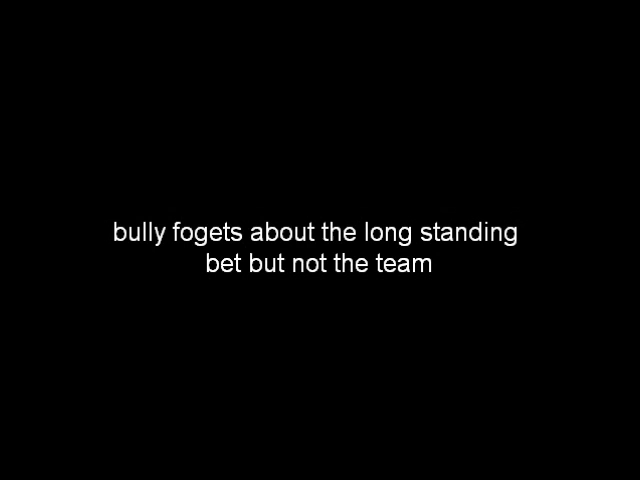 bully fogets about the long standing
bet but not the team